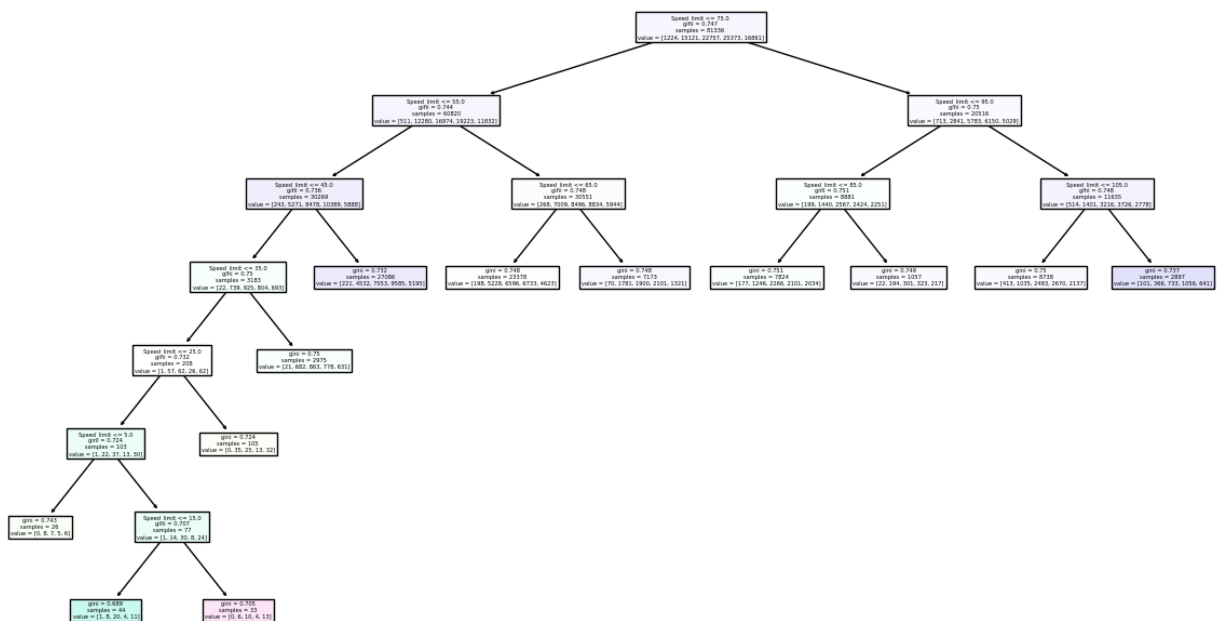 Speed_limit <= 75.0
gini = 0.747
samples = 81336
value = [1224, 15121, 22757, 25373, 16861]
Speed_limit <= 55.0
gini = 0.744
samples = 60820
value = [511, 12280, 16974, 19223, 11832]
Speed_limit <= 95.0
gini = 0.75
samples = 20516
value = [713, 2841, 5783, 6150, 5029]
Speed_limit <= 45.0
gini = 0.736
samples = 30269
value = [243, 5271, 8478, 10389, 5888]
Speed_limit <= 65.0
gini = 0.748
samples = 30551
value = [268, 7009, 8496, 8834, 5944]
Speed_limit <= 85.0
gini = 0.751
samples = 8881
value = [199, 1440, 2567, 2424, 2251]
Speed_limit <= 105.0
gini = 0.748
samples = 11635
value = [514, 1401, 3216, 3726, 2778]
Speed_limit <= 35.0
gini = 0.75
samples = 3183
value = [22, 739, 925, 804, 693]
gini = 0.732
samples = 27086
value = [221, 4532, 7553, 9585, 5195]
gini = 0.748
samples = 23378
value = [198, 5228, 6596, 6733, 4623]
gini = 0.748
samples = 7173
value = [70, 1781, 1900, 2101, 1321]
gini = 0.751
samples = 7824
value = [177, 1246, 2266, 2101, 2034]
gini = 0.749
samples = 1057
value = [22, 194, 301, 323, 217]
gini = 0.75
samples = 8738
value = [413, 1035, 2483, 2670, 2137]
gini = 0.737
samples = 2897
value = [101, 366, 733, 1056, 641]
Speed_limit <= 25.0
gini = 0.732
samples = 208
value = [1, 57, 62, 26, 62]
gini = 0.75
samples = 2975
value = [21, 682, 863, 778, 631]
Speed_limit <= 5.0
gini = 0.724
samples = 103
value = [1, 22, 37, 13, 30]
gini = 0.724
samples = 105
value = [0, 35, 25, 13, 32]
gini = 0.743
samples = 26
value = [0, 8, 7, 5, 6]
Speed_limit <= 15.0
gini = 0.707
samples = 77
value = [1, 14, 30, 8, 24]
gini = 0.689
samples = 44
value = [1, 8, 20, 4, 11]
gini = 0.705
samples = 33
value = [0, 6, 10, 4, 13]